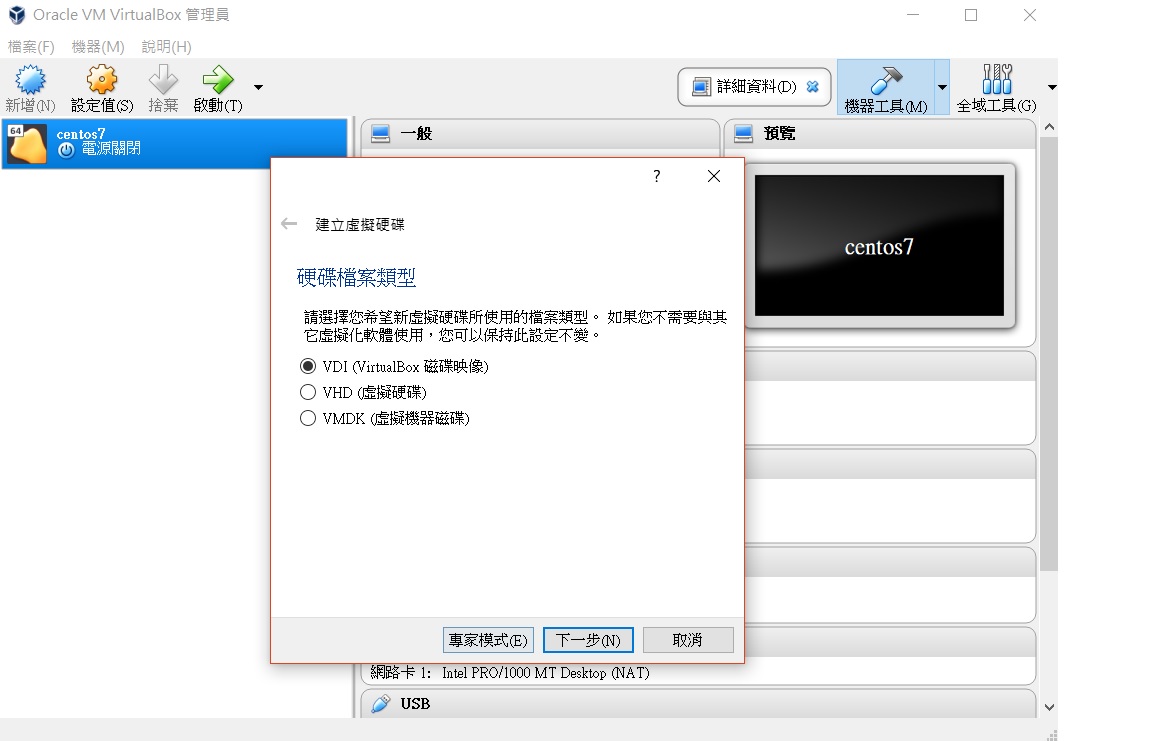 Oracle VM VirtualBox 管理員
檔案(F) 機器(M) 說明(H)
新增(N) 設定值(S) 捨棄 啟動(T) 詳細資料(D) 機器工具(M) 全域工具(G)
64
centos7
電源關閉
一般
預覽
centos7
?
建立虛擬硬碟
硬碟檔案類型
請選擇您希望新虛擬硬碟所使用的檔案類型。 如果您不需要與其
它虛擬化軟體使用，您可以保持此設定不變。
VDI (VirtualBox 磁碟映像)
VHD (虛擬硬碟)
VMDK (虛擬機器磁碟)
專家模式(E) 下一步(N) 取消
網路卡 1: Intel PRO/1000 MT Desktop (NAT)
USB